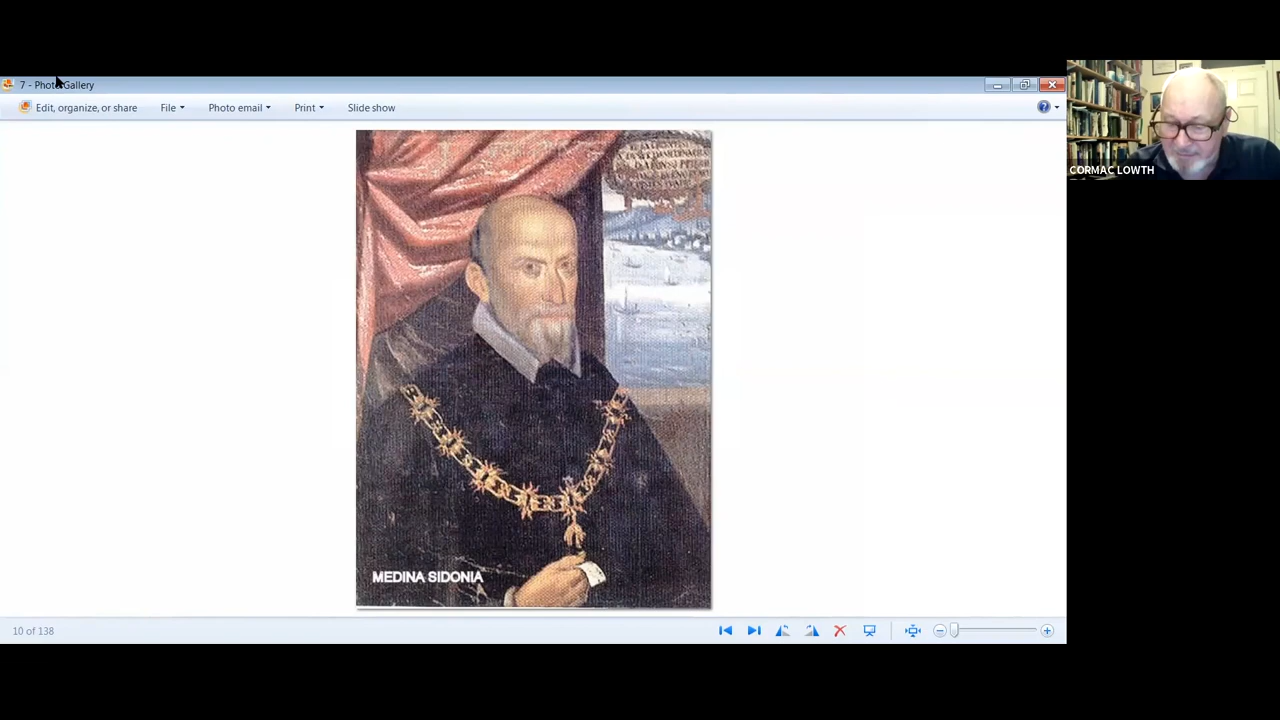 7 - Photo Gallery
Edit, organize, or share File Photo email Print Slide show
CORMAC LOWTH
MEDINA SIDONIA
10 of 138